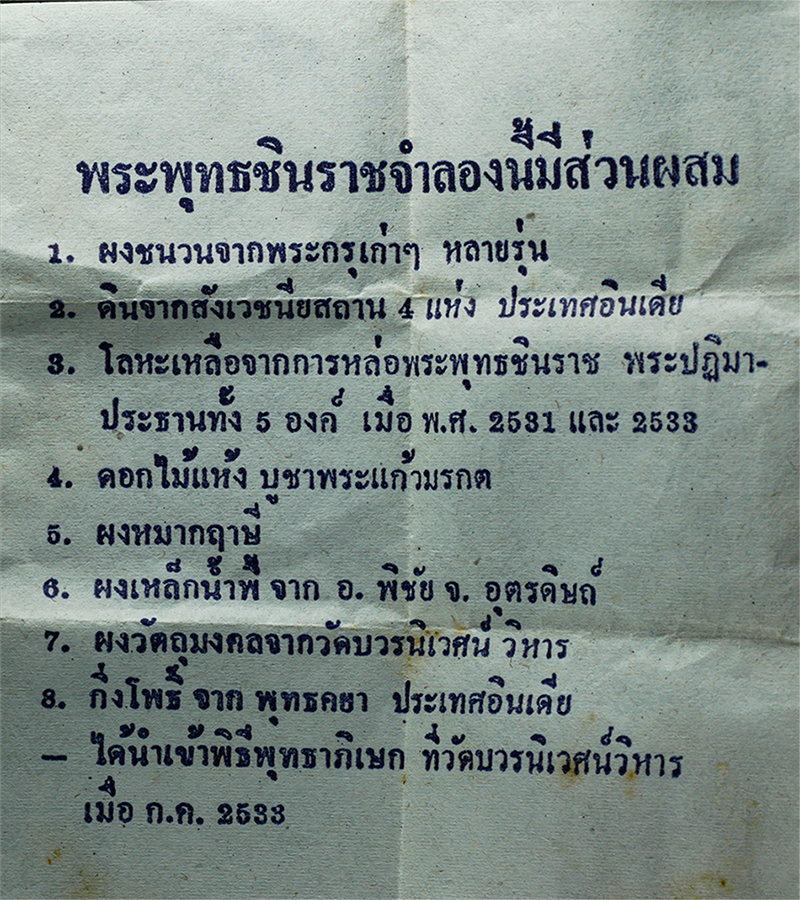 พระพุทธชินราชจำลองนี้มีส่วนผสม
1. ผงชนวนจากพระกรุเก่าๆ หลายรุ่น
2. ดินจากสังเวชนียสถาน 4 แห่ง ประเทศอินเดีย
3. โลหะเหลือจากการหล่อพระพุทธชินราช พระปฏิมา-
ประธานทั้ง 5 องค์ เมื่อ พ.ศ. 2531 และ 2533
4. ดอกไม้แห้ง บูชาพระแก้วมรกต
5. ผงหมากฤาษี
6. ผงเหล็กน้ำพี้ จาก อ. พิชัย จ. อุตรดิษถ์
7. ผงวัตถุมงคลจากวัดบวรนิเวศน์ วิหาร
8. กิ่งโพธิ์ จาก พุทธคยา ประเทศอินเดีย
— ได้นำเข้าพิธีพุทธาภิเษก ที่วัดบวรนิเวศน์วิหาร
เมื่อ ก.ค. 2533